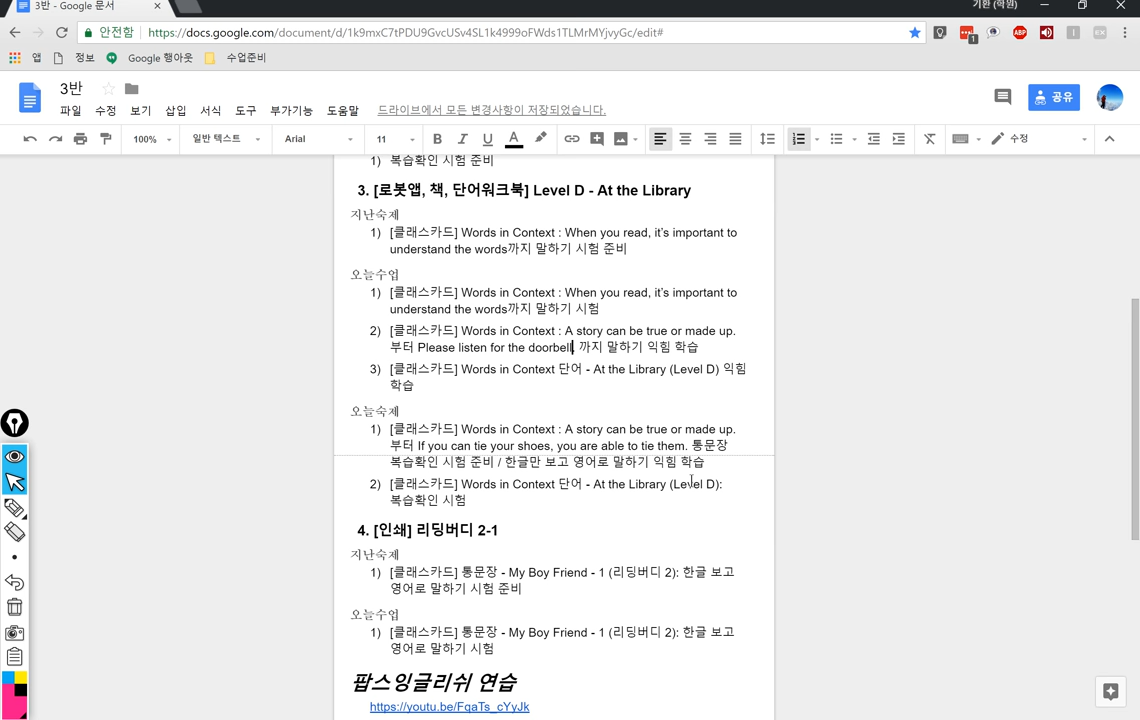 3반 - Google 문서
기환 (학원)
안전함 https://docs.google.com/document/d/1k9mxC7tPDU9GvcUSv4SL1k4999oFWds1TLMrMYjvyGc/edit#
앱 정보 Google 행아웃 수업준비
3반
파일 수정 보기 삽입 서식 도구 부가기능 도움말 드라이브에서 모든 변경사항이 저장되었습니다.
공유
100% 일반 텍스트 Arial 11 수정
1) 복습확인 시험 준비
3. [로봇앱, 책, 단어워크북] Level D - At the Library
지난숙제
1) [클래스카드] Words in Context : When you read, it's important to
understand the words까지 말하기 시험 준비
오늘수업
1) [클래스카드] Words in Context : When you read, it's important to
understand the words까지 말하기 시험
2) [클래스카드] Words in Context : A story can be true or made up.
부터 Please listen for the doorbell. 까지 말하기 익힘 학습
3) [클래스카드] Words in Context 단어 - At the Library (Level D) 익힘
학습
오늘숙제
1) [클래스카드] Words in Context : A story can be true or made up.
부터 If you can tie your shoes, you are able to tie them. 통문장
복습확인 시험 준비 / 한글만 보고 영어로 말하기 익힘 학습
2) [클래스카드] Words in Context 단어 - At the Library (Level D):
복습확인 시험
4. [인쇄] 리딩버디 2-1
지난숙제
1) [클래스카드] 통문장 - My Boy Friend - 1 (리딩버디 2): 한글 보고
영어로 말하기 시험 준비
오늘수업
1) [클래스카드] 통문장 - My Boy Friend - 1 (리딩버디 2): 한글 보고
영어로 말하기 시험
팝스잉글리쉬 연습
https://youtu.be/FqaTs_cYyJk